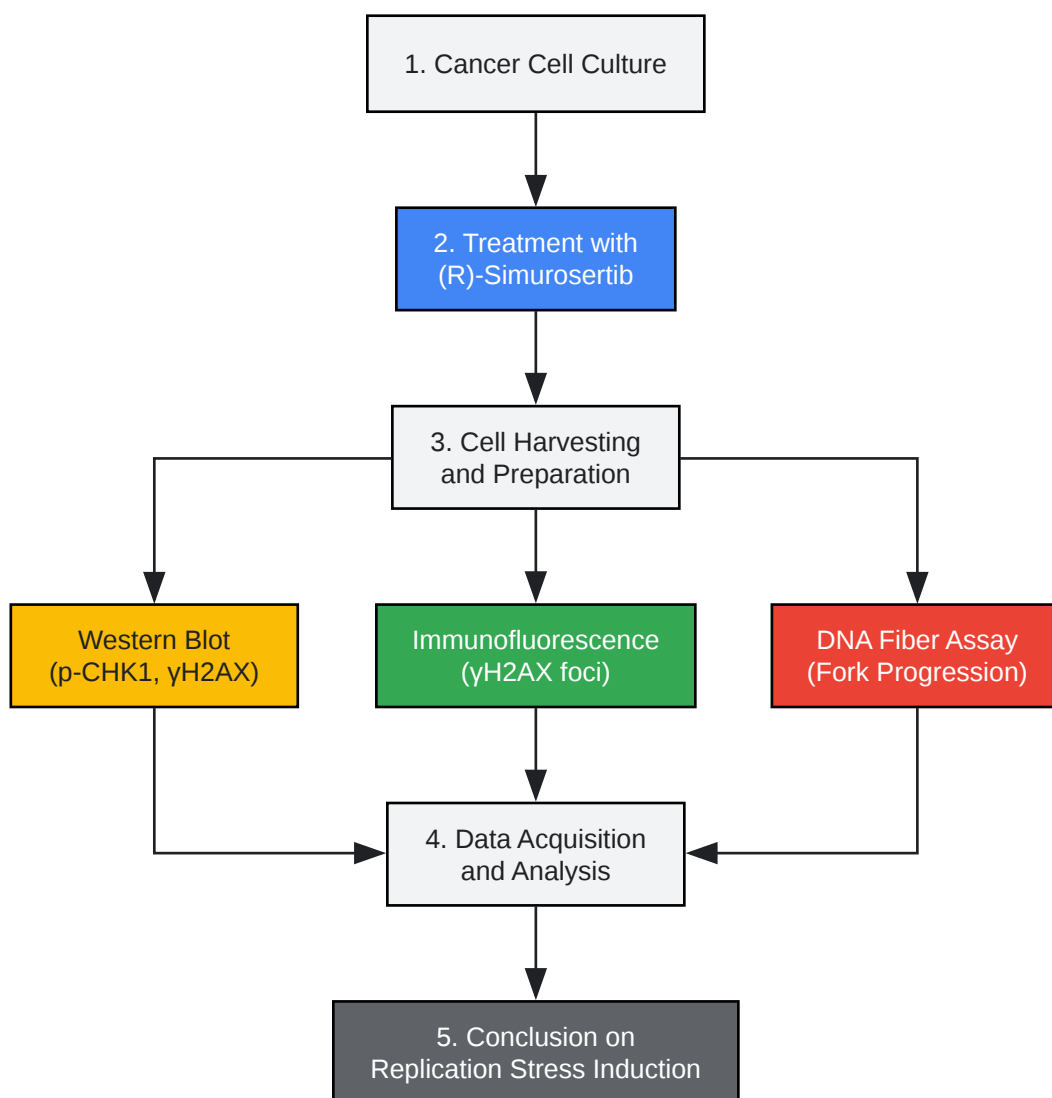 1. Cancer Cell Culture
2. Treatment with
(R)-Simurosertib
3. Cell Harvesting
and Preparation
Western Blot
(p-CHK1, γH2AX)
Immunofluorescence
(γH2AX foci)
DNA Fiber Assay
(Fork Progression)
4. Data Acquisition
and Analysis
5. Conclusion on
Replication Stress Induction